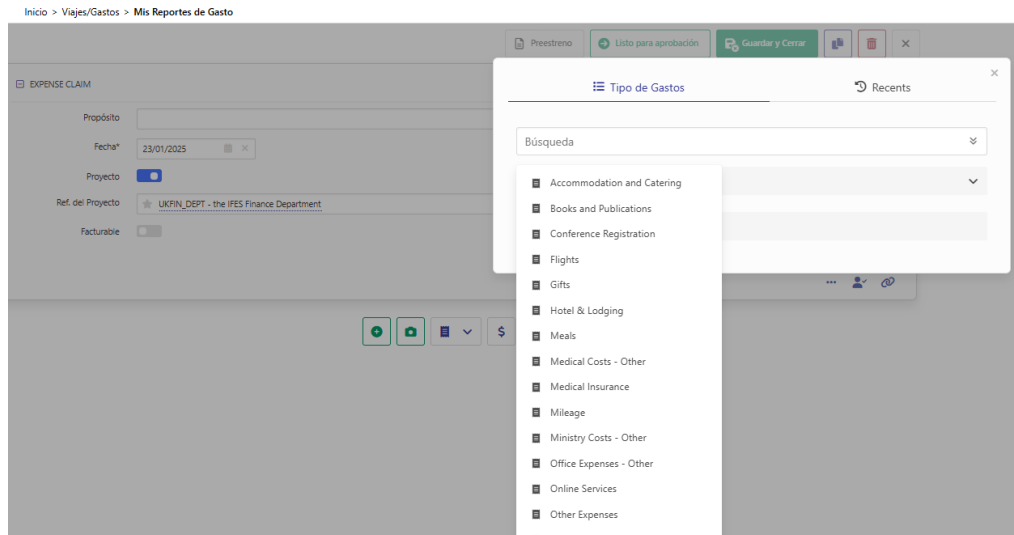 Inicio > Viajes/Gastos > Mis Reportes de Gasto
Preestreno
Listo para aprobación
Guardar y Cerrar
EXPENSE CLAIM
Propósito
Fecha* 23/01/2025
Proyecto
Ref. del Proyecto UKFIN_DEPT - the IFES Finance Department
Facturable
Tipo de Gastos
Recents
Búsqueda
Accommodation and Catering
Books and Publications
Conference Registration
Flights
Gifts
Hotel & Lodging
Meals
Medical Costs - Other
Medical Insurance
Mileage
Ministry Costs - Other
Office Expenses - Other
Online Services
Other Expenses